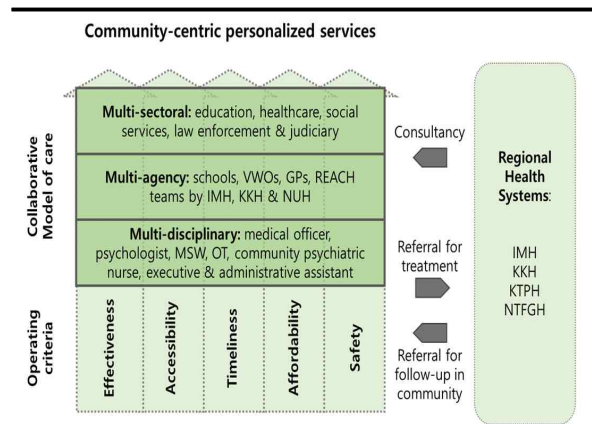 Community-centric personalized services
Collaborative
Model of care
Multi-sectoral: education, healthcare, social
services, law enforcement & judiciary
Multi-agency: schools, VWOs, GPs, REACH
teams by IMH, KKH & NUH
Multi-disciplinary: medical officer,
psychologist, MSW, OT, community psychiatric
nurse, executive & administrative assistant
Operating
criteria
Effectiveness
Accessibility
Timeliness
Affordability
Safety
Consultancy
Referral for
treatment
Referral for
follow-up in
community
Regional
Health
Systems:
IMH
KKH
KTPH
NTFGH